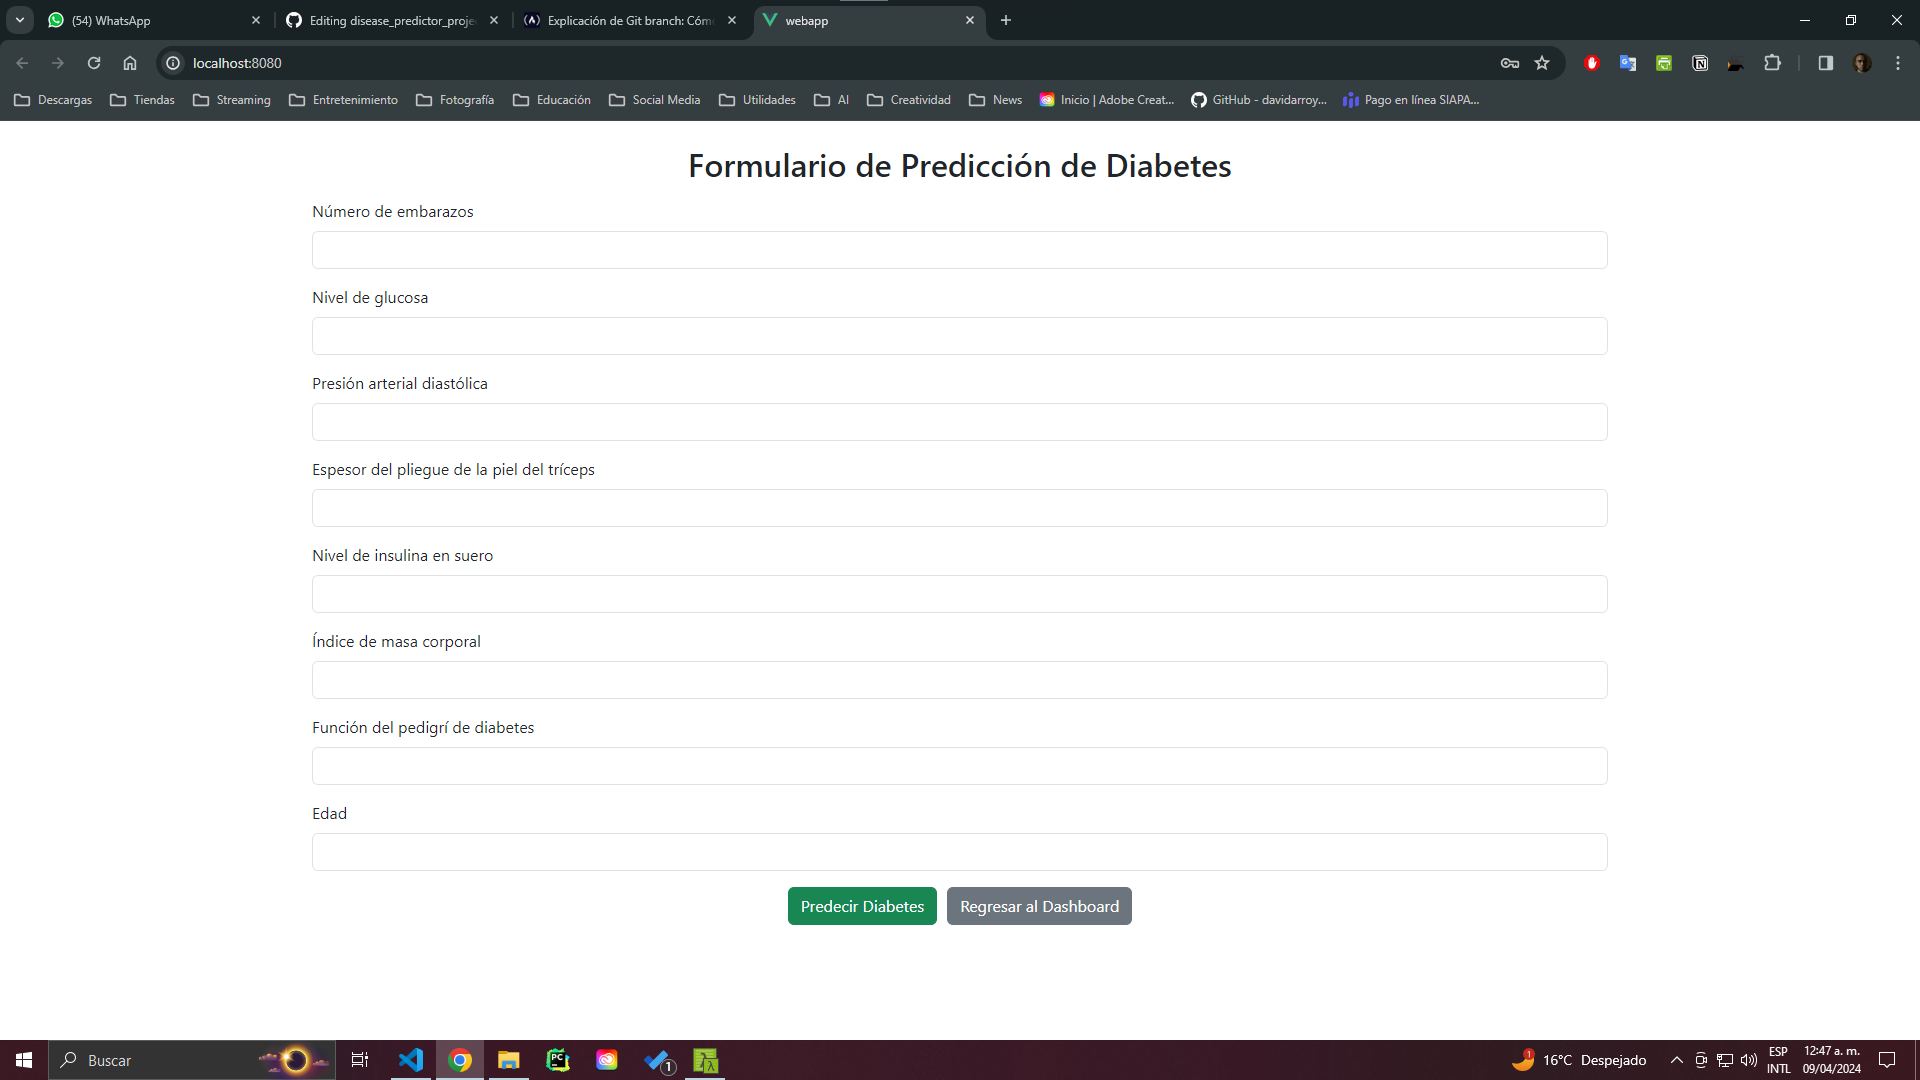 (54) WhatsApp
Editing disease_predictor_proje
Explicación de Git branch: Cóm
webapp
localhost:8080
Descargas
Tiendas
Streaming
Entretenimiento
Fotografía
Educación
Social Media
Utilidades
AI
Creatividad
News
Inicio | Adobe Creat...
GitHub - davidarroy...
Pago en línea SIAPA...
Formulario de Predicción de Diabetes
Número de embarazos
Nivel de glucosa
Presión arterial diastólica
Espesor del pliegue de la piel del tríceps
Nivel de insulina en suero
Índice de masa corporal
Función del pedigrí de diabetes
Edad
Predecir Diabetes
Regresar al Dashboard
Buscar
PC
1
1
16°C Despejado
ESP
INTL
12:47 a. m.
09/04/2024